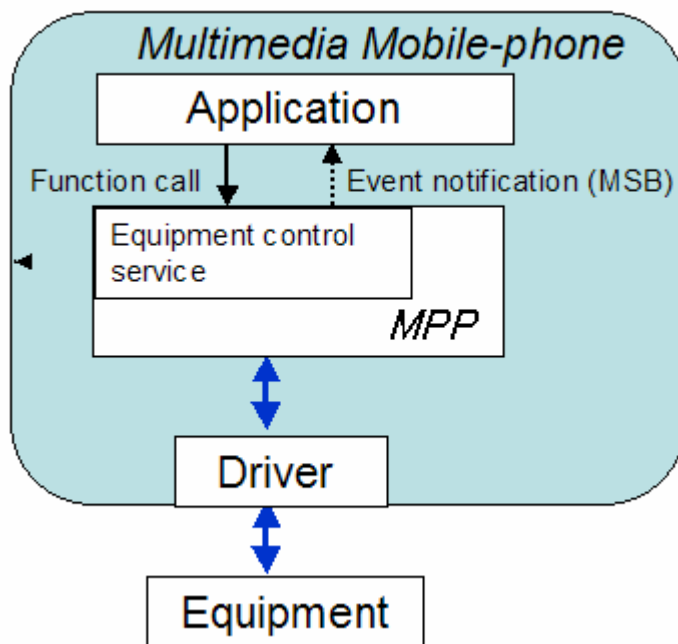 Multimedia Mobile-phone
Application
Function call
Event notification (MSB)
Equipment control
service
MPP
Driver
Equipment